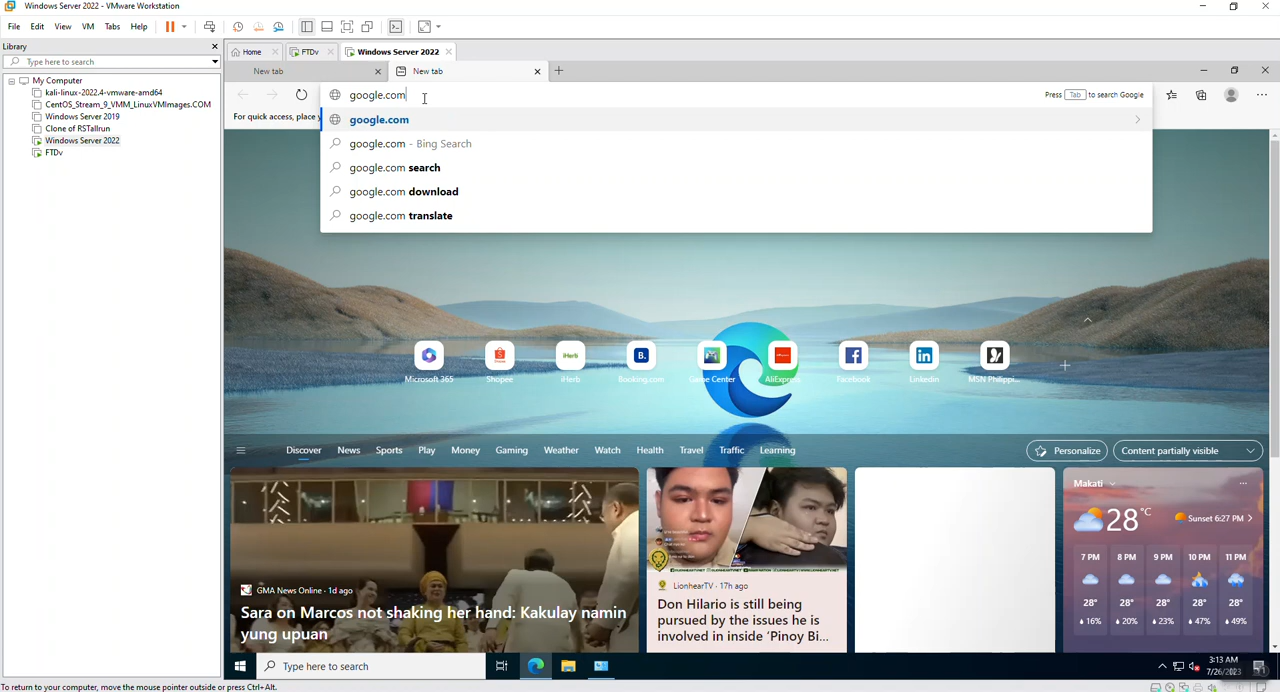 Windows Server 2022 - VMware Workstation
File Edit View VM Tabs Help
Library
Type here to search
My Computer
kali-linux-2022.4-vmware-amd64
CentOS_Stream_9_VMM_LinuxVMImages.COM
Windows Server 2019
Clone of RSTallrun
Windows Server 2022
FTDv
Home FTDv Windows Server 2022
New tab New tab
google.com Press Tab to search Google
For quick access, place y
google.com
google.com - Bing Search
google.com search
google.com download
google.com translate
iHerb B.
Microsoft 365 Shopee iHerb Booking.com Game Center AliExpress Facebook Linkedin MSN Philippi...
Discover News Sports Play Money Gaming Weather Watch Health Travel Traffic Learning Personalize Content partially visible
GMA News Online · 1d ago
Sara on Marcos not shaking her hand: Kakulay namin
yung upuan
LionhearTV · 17h ago
Don Hilario is still being
pursued by the issues he is
involved in inside ‘Pinoy Bi...
Makati
28 °C Sunset 6:27 PM
7 PM 8 PM 9 PM 10 PM 11 PM
28° 28° 28° 28° 28°
16% 20% 23% 47% 49%
Type here to search
3:13 AM
7/26/2023
To return to your computer, move the mouse pointer outside or press Ctrl+Alt.